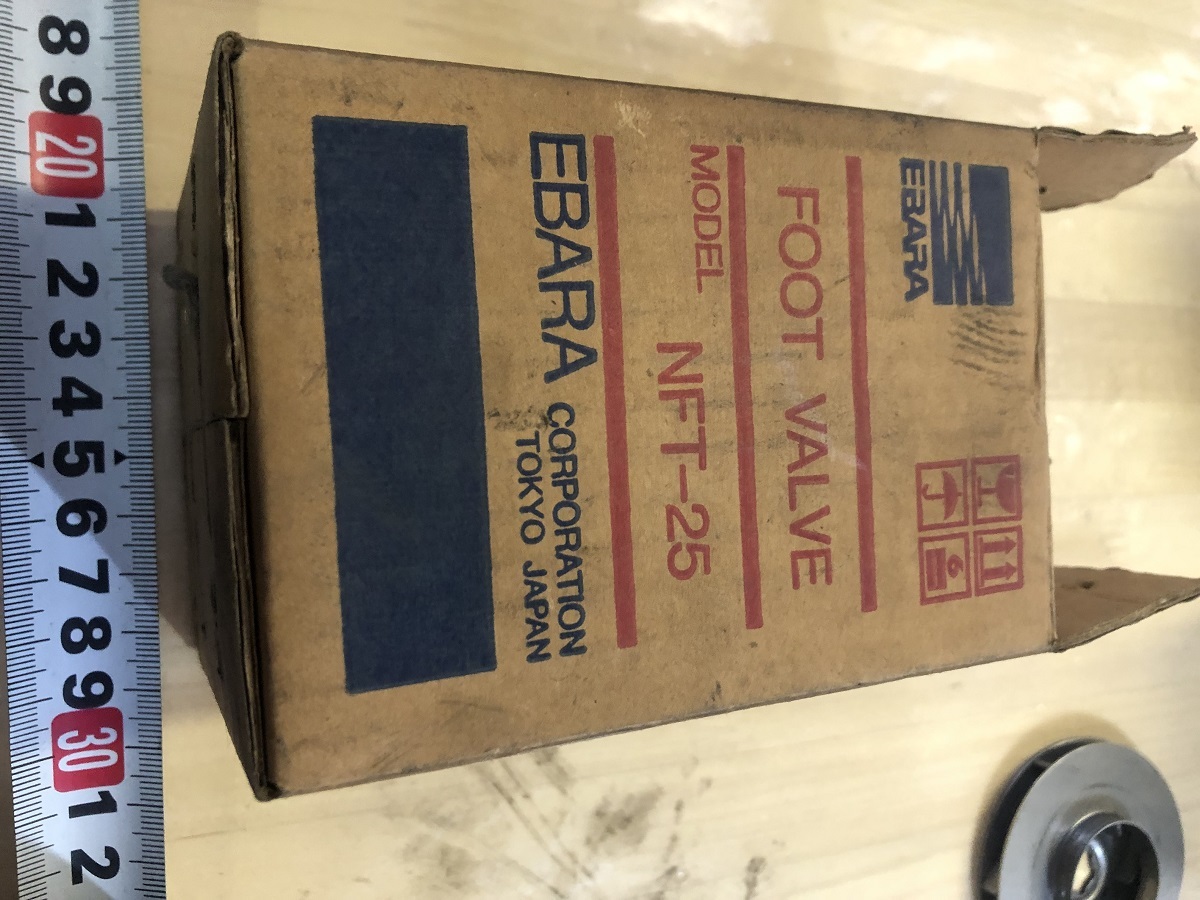 EBARA
6
FOOT VALVE
MODEL NFT-25
EBARA CORPORATION
TOKYO JAPAN
8 9 20 1 2 3 4 5 6 7 8 9 30 1 2